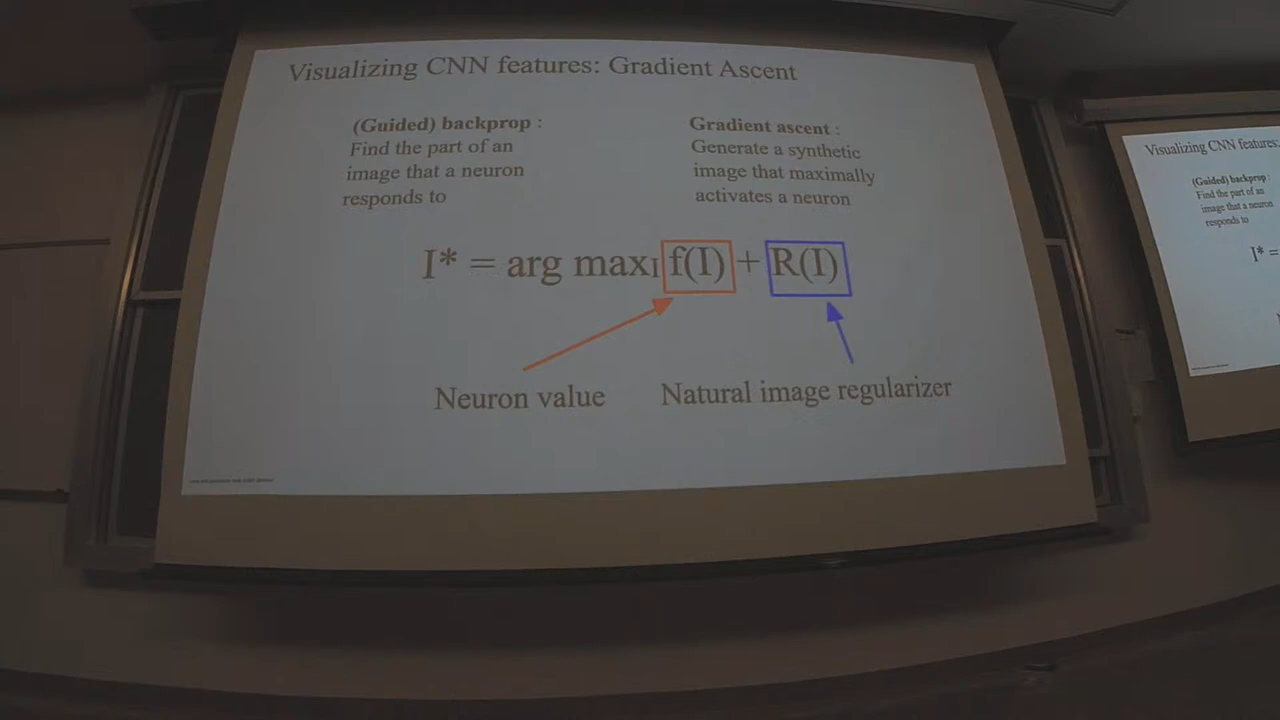 Visualizing CNN features: Gradient Ascent
(Guided) backprop :
Find the part of an
image that a neuron
responds to
Gradient ascent :
Generate a synthetic
image that maximally
activates a neuron
I* = arg maxI f(I) + R(I)
Neuron value
Natural image regularizer
Visualizing CNN features:
(Guided) backprop :
Find the part of an
image that a neuron
responds to
I* =